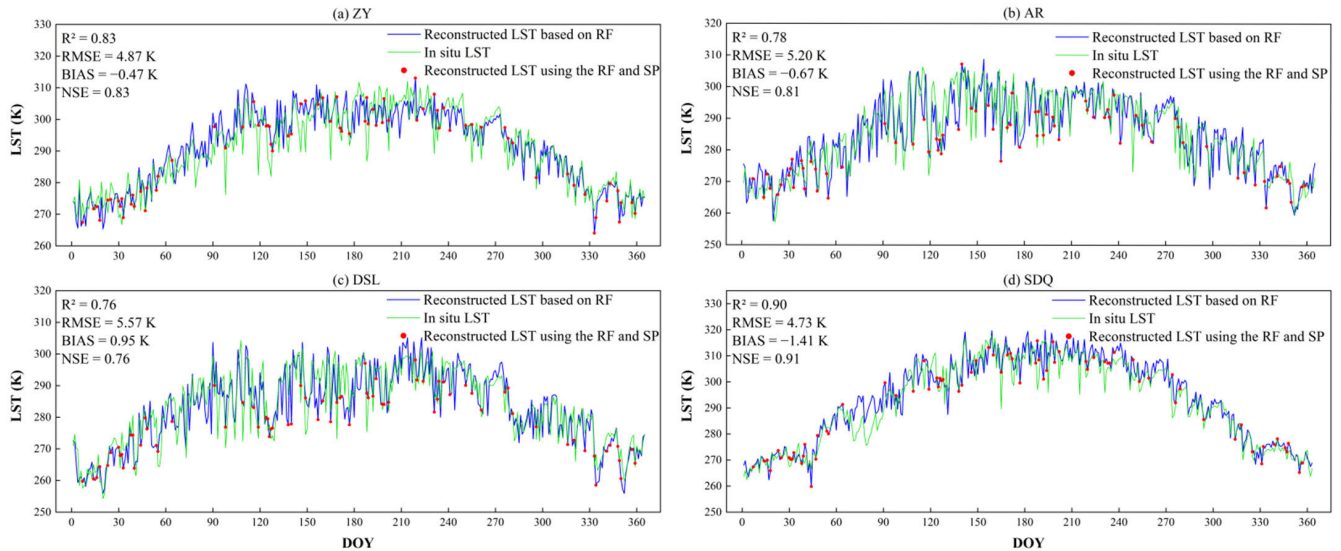 (a) ZY
R² = 0.83
RMSE = 4.87 K
BIAS = −0.47 K
NSE = 0.83
Reconstructed LST based on RF
In situ LST
Reconstructed LST using the RF and SP
LST (K)
330
320
310
300
290
280
270
260
0 30 60 90 120 150 180 210 240 270 300 330 360
(b) AR
R² = 0.78
RMSE = 5.20 K
BIAS = −0.67 K
NSE = 0.81
Reconstructed LST based on RF
In situ LST
Reconstructed LST using the RF and SP
LST (K)
320
310
300
290
280
270
260
250
0 30 60 90 120 150 180 210 240 270 300 330 360
(c) DSL
R² = 0.76
RMSE = 5.57 K
BIAS = 0.95 K
NSE = 0.76
Reconstructed LST based on RF
In situ LST
Reconstructed LST using the RF and SP
LST (K)
320
310
300
290
280
270
260
250
0 30 60 90 120 150 180 210 240 270 300 330 360
DOY
(d) SDQ
R² = 0.90
RMSE = 4.73 K
BIAS = −1.41 K
NSE = 0.91
Reconstructed LST based on RF
In situ LST
Reconstructed LST using the RF and SP
LST (K)
330
320
310
300
290
280
270
260
250
0 30 60 90 120 150 180 210 240 270 300 330 360
DOY